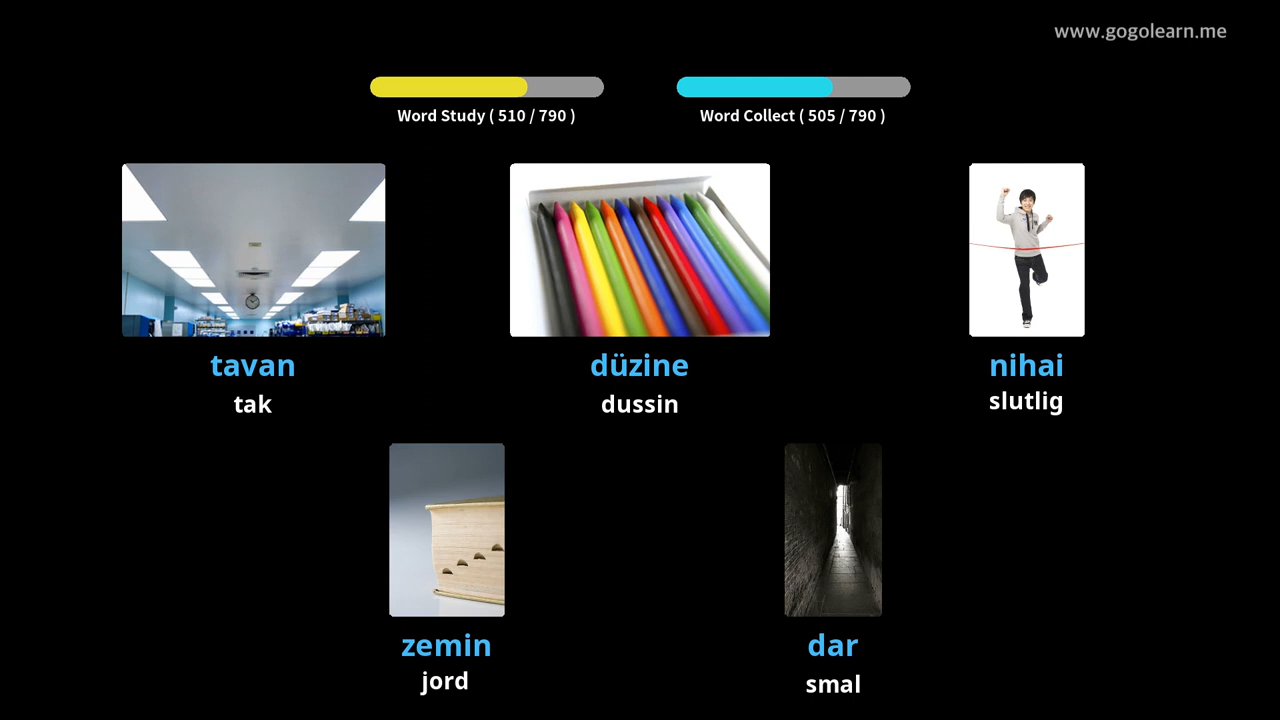 www.gogolearn.me
Word Study ( 510 / 790 )
Word Collect ( 505 / 790 )
tavan
tak
düzine
dussin
nihai
slutlig
zemin
jord
dar
smal